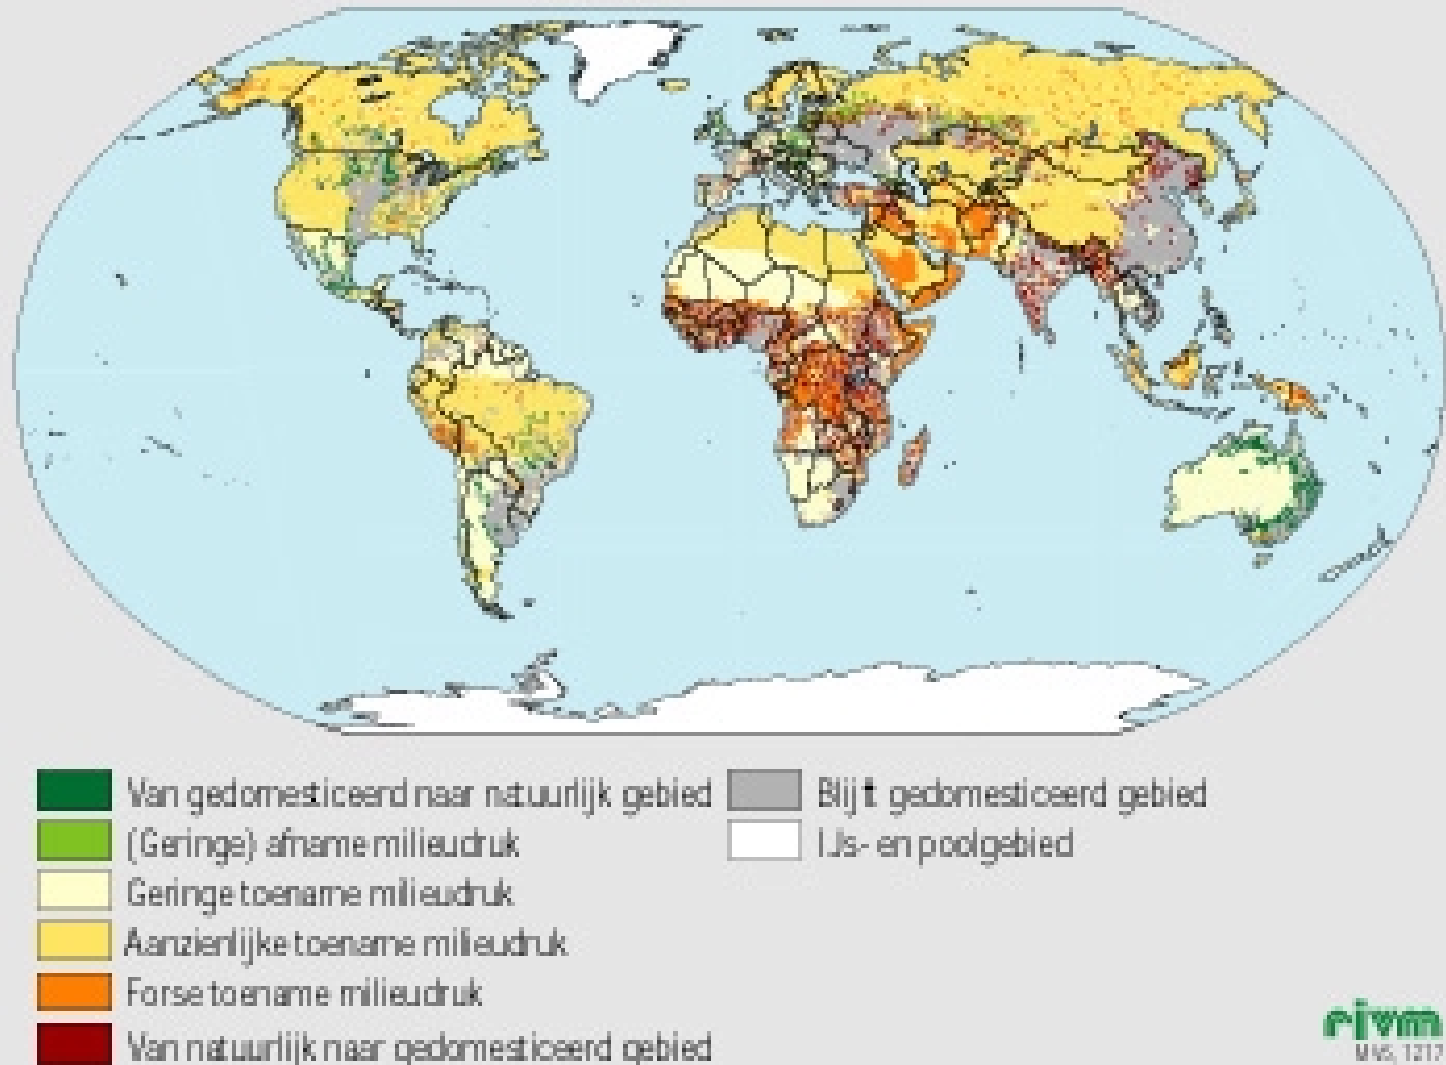 Van gedomesticeerd naar natuurlijk gebied
(Geringe) afname milieudruk
Geringe toename milieudruk
Aanzienlijke toename milieudruk
Forse toename milieudruk
Van natuurlijk naar gedomesticeerd gebied
Blijft gedomesticeerd gebied
IJs- en poolgebied
rivm